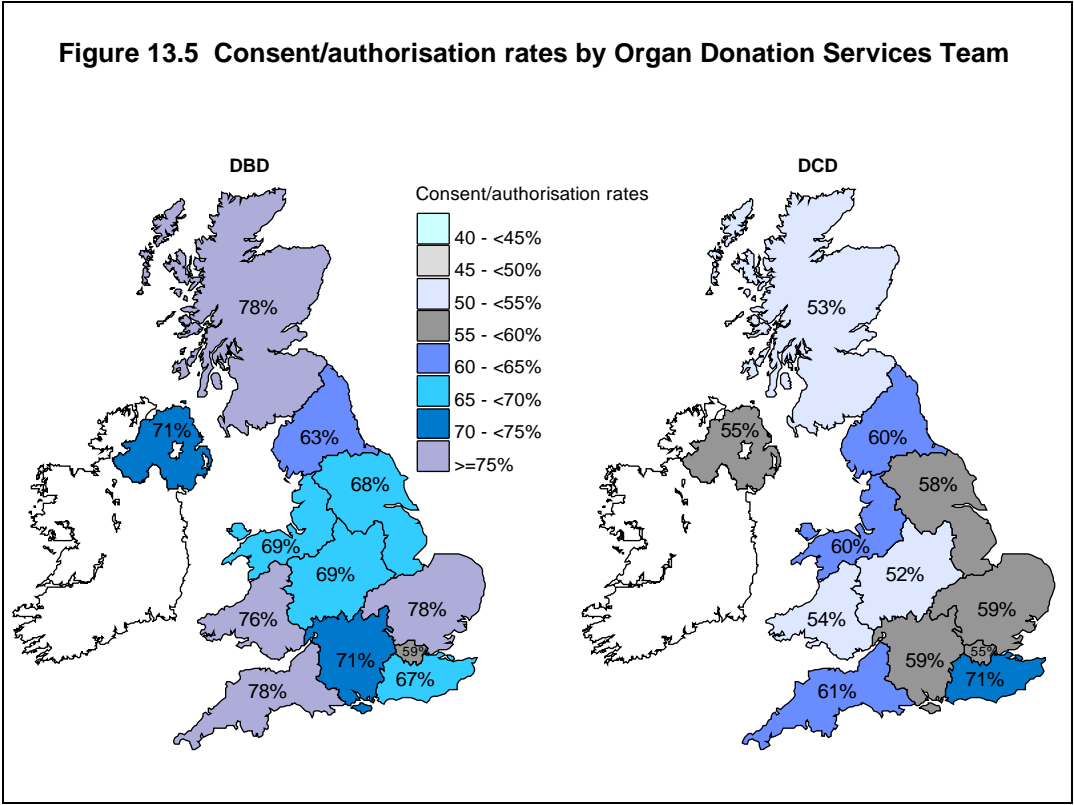 Figure 13.5 Consent/authorisation rates by Organ Donation Services Team
DBD
78%
71%
63%
68%
69%
69%
76%
78%
71%
59%
67%
78%
Consent/authorisation rates
40 - <45%
45 - <50%
50 - <55%
55 - <60%
60 - <65%
65 - <70%
70 - <75%
>=75%
DCD
53%
55%
60%
58%
60%
52%
54%
59%
59%
55%
71%
61%